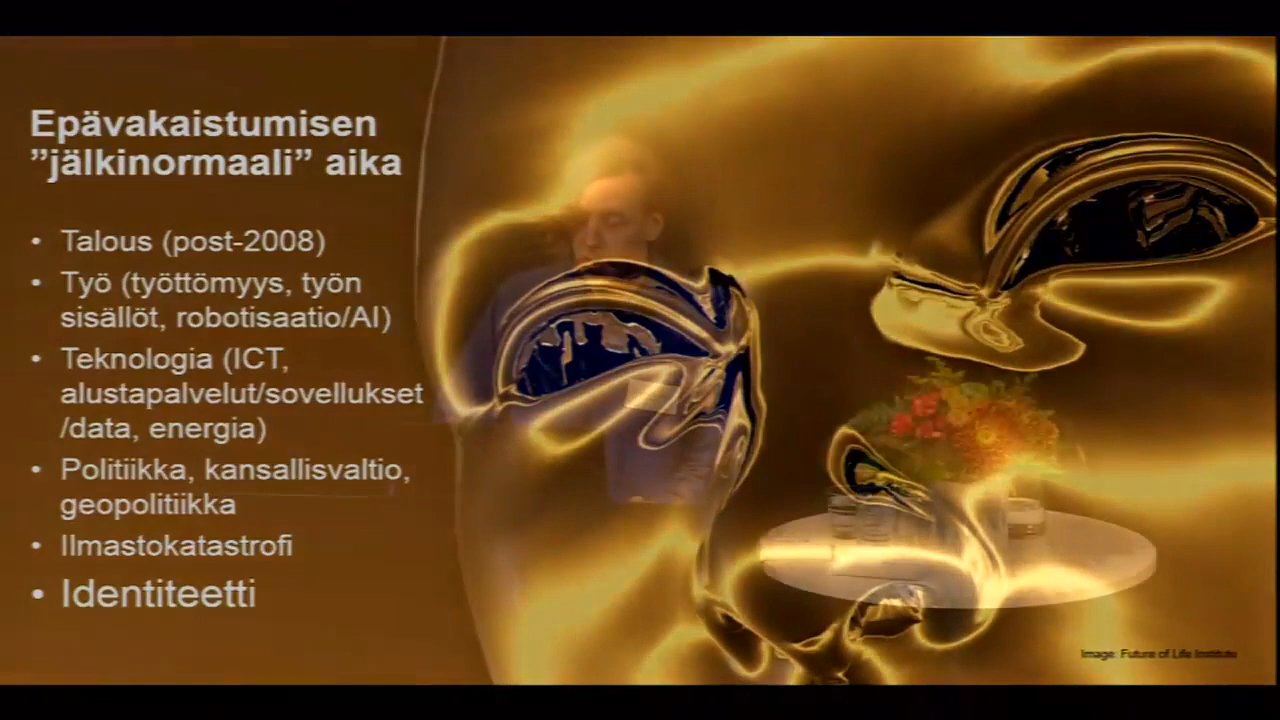 Epävakaistumisen
”jälkinormaali” aika
• Talous (post-2008)
• Työ (työttömyys, työn
sisällöt, robotisaatio/AI)
• Teknologia (ICT,
alustapalvelut/sovellukset
/data, energia)
• Politiikka, kansallisvaltio,
geopolitiikka
• Ilmastokatastrofi
• Identiteetti
Image: Future of Life Institute